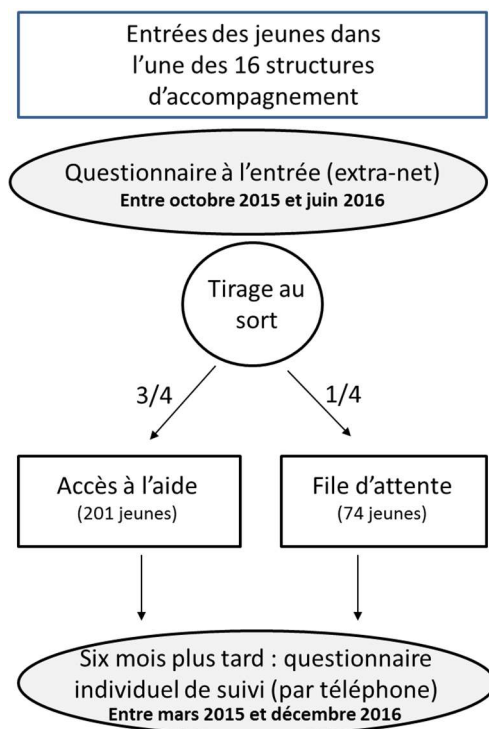 Entrées des jeunes dans
l’une des 16 structures
d’accompagnement
Questionnaire à l’entrée (extra-net)
Entre octobre 2015 et juin 2016
Tirage au
sort
3/4
1/4
Accès à l’aide
(201 jeunes)
File d’attente
(74 jeunes)
Six mois plus tard : questionnaire
individuel de suivi (par téléphone)
Entre mars 2015 et décembre 2016